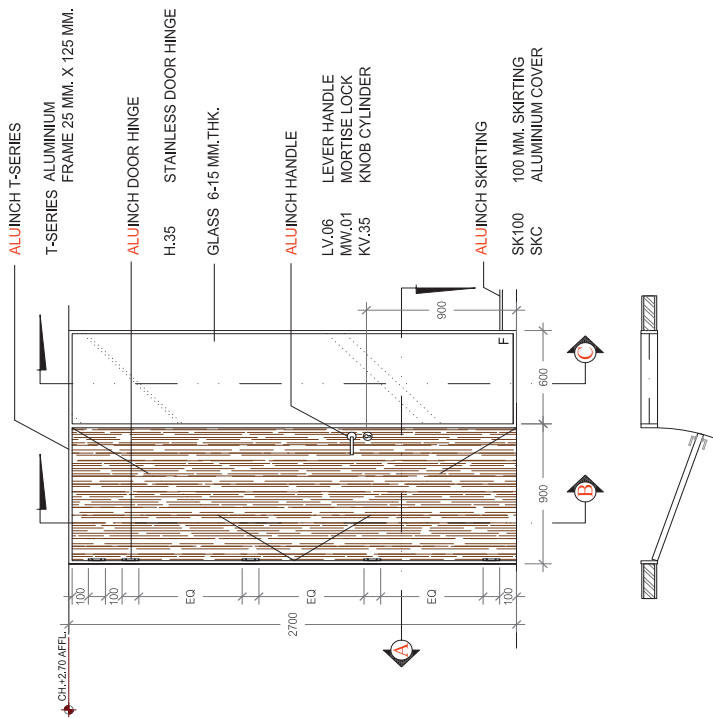 ALUINCH T-SERIES
T-SERIES ALUMINIUM
FRAME 25 MM. X 125 MM.
ALUINCH DOOR HINGE
H.35 STAINLESS DOOR HINGE
GLASS 6-15 MM.THK.
ALUINCH HANDLE
LV.06 LEVER HANDLE
MW.01 MORTISE LOCK
KV.35 KNOB CYLINDER
ALUINCH SKIRTING
SK100 100 MM. SKIRTING
SKC ALUMINIUM COVER
900
F
600
900
C
B
A
100
100
EQ
EQ
EQ
100
2700
CH.+2.70 AFFL.